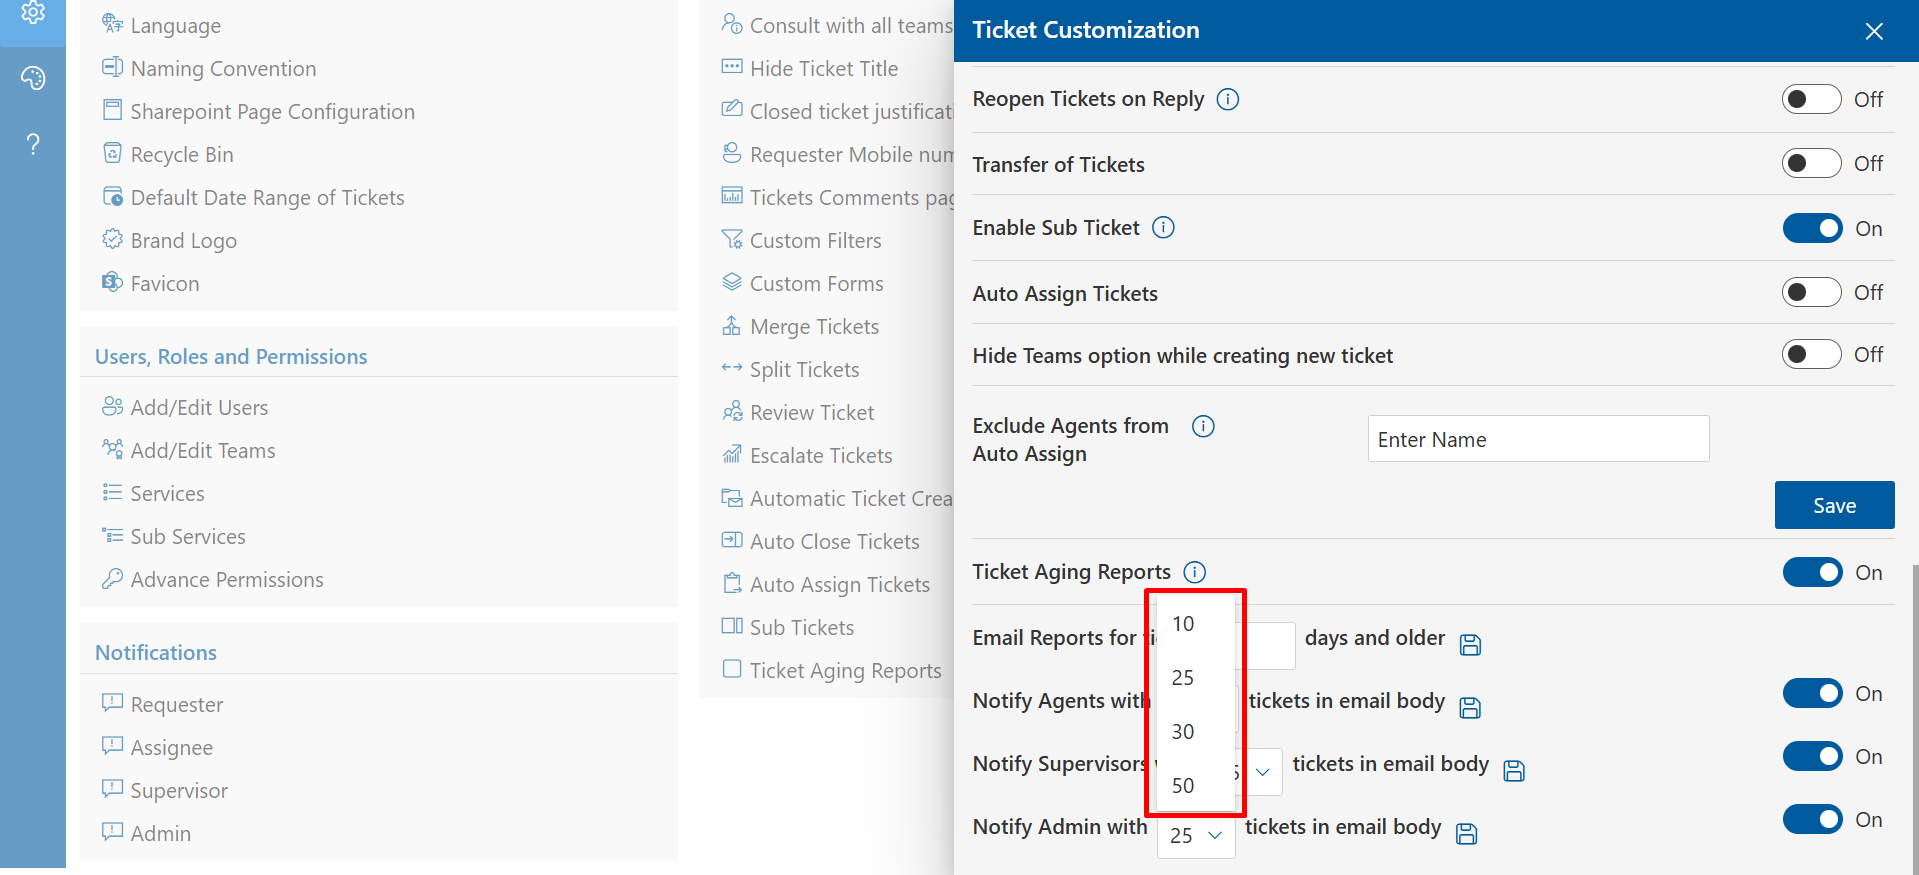 Language
Naming Convention
Sharepoint Page Configuration
Recycle Bin
Default Date Range of Tickets
Brand Logo
Favicon
Users, Roles and Permissions
Add/Edit Users
Add/Edit Teams
Services
Sub Services
Advance Permissions
Notifications
Requester
Assignee
Supervisor
Admin
Consult with all teams
Hide Ticket Title
Closed ticket justificati
Requester Mobile num
Tickets Comments pag
Custom Filters
Custom Forms
Merge Tickets
Split Tickets
Review Ticket
Escalate Tickets
Automatic Ticket Crea
Auto Close Tickets
Auto Assign Tickets
Sub Tickets
Ticket Aging Reports
Ticket Customization
Reopen Tickets on Reply Off
Transfer of Tickets Off
Enable Sub Ticket On
Auto Assign Tickets Off
Hide Teams option while creating new ticket Off
Exclude Agents from
Auto Assign
Enter Name
Save
Ticket Aging Reports On
Email Reports for ti days and older
Notify Agents with tickets in email body On
Notify Supervisors tickets in email body On
Notify Admin with 25 tickets in email body On
10
25
30
50